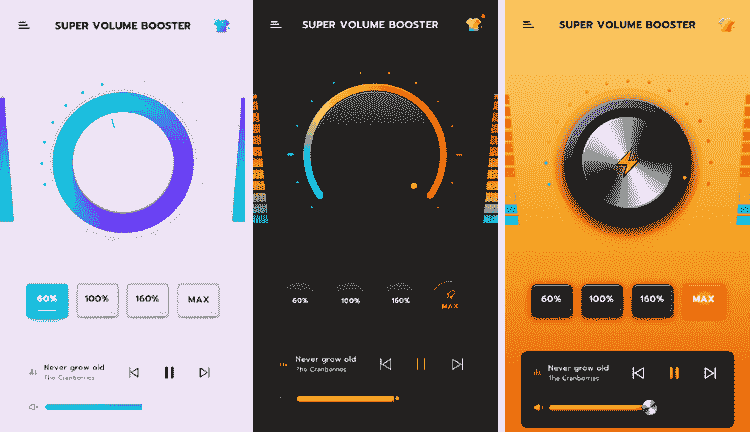 SUPER VOLUME BOOSTER
60% 100% 160% MAX
Never grow old
The Cranberries
SUPER VOLUME BOOSTER
60% 100% 160% MAX
Never grow old
The Cranberries
SUPER VOLUME BOOSTER
60% 100% 160% MAX
Never grow old
The Cranberries